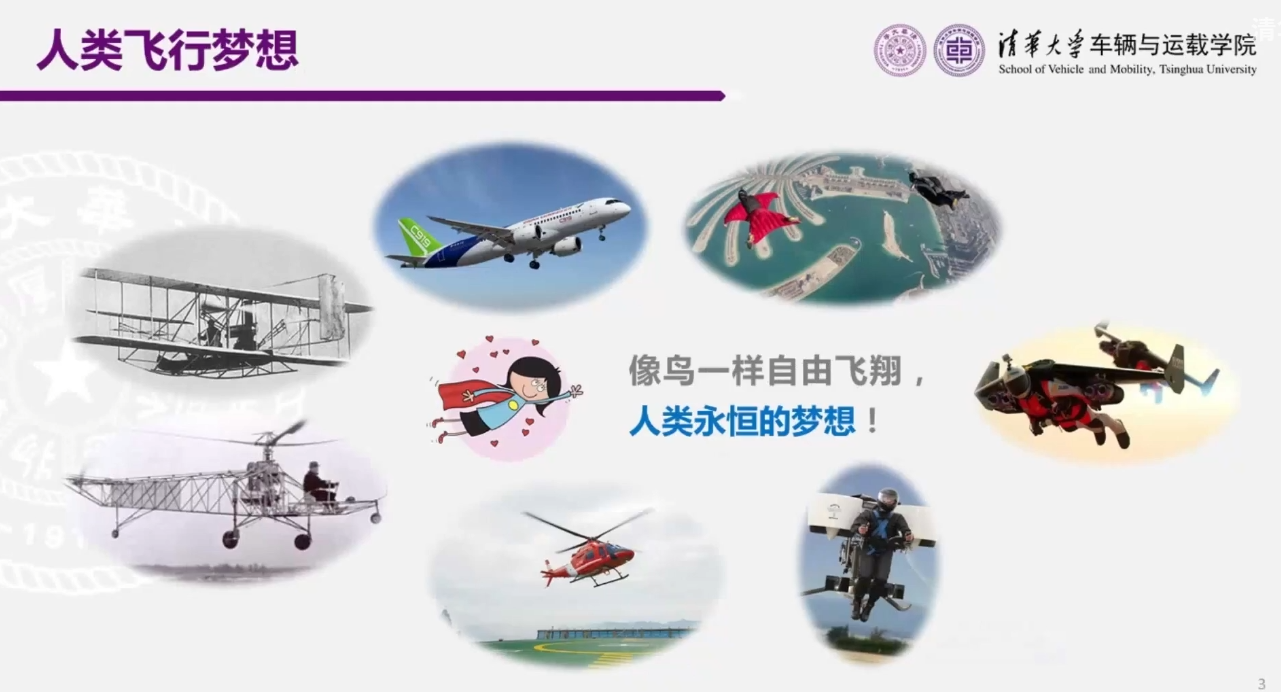 人类飞行梦想
清华大学车辆与运载学院
School of Vehicle and Mobility, Tsinghua University
C919
像鸟一样自由飞翔，
人类永恒的梦想！
3